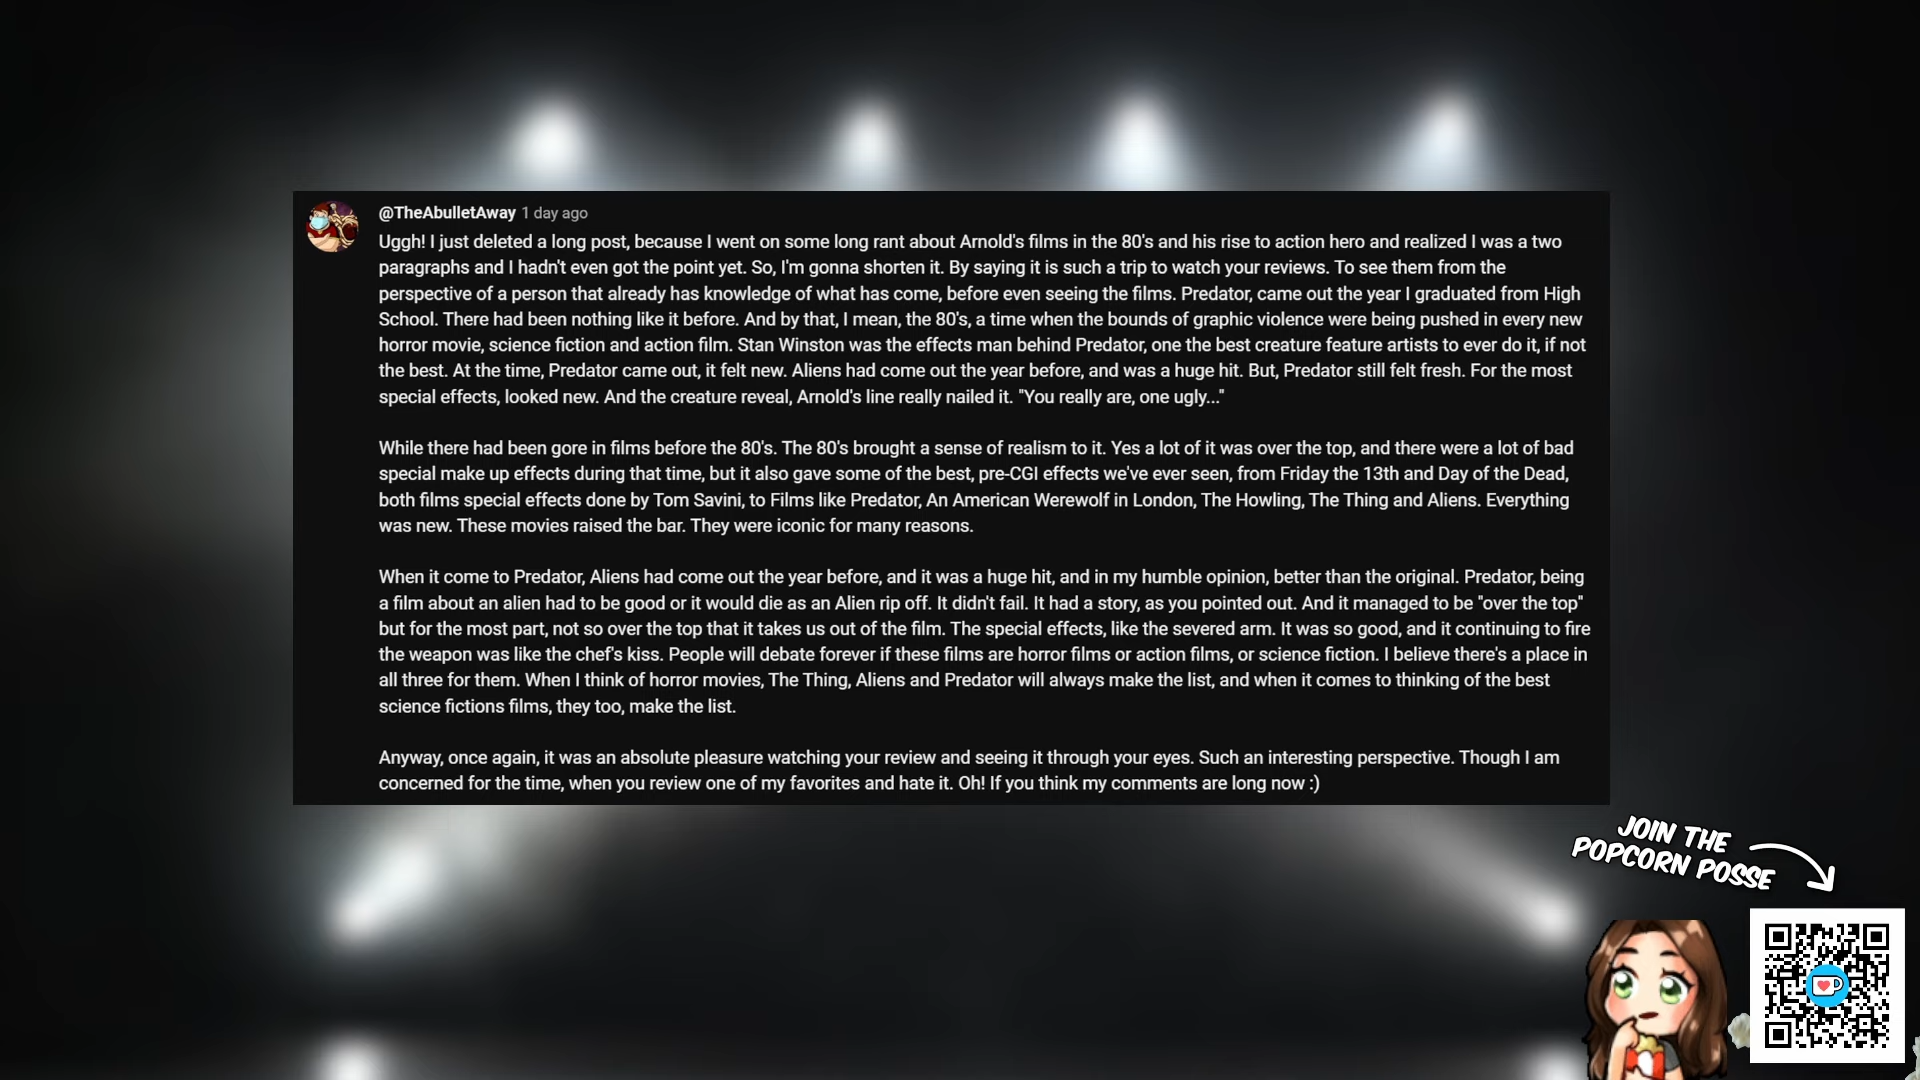 @TheAbulletAway 1 day ago
Uggh! I just deleted a long post, because I went on some long rant about Arnold's films in the 80's and his rise to action hero and realized I was a two
paragraphs and I hadn't even got the point yet. So, I'm gonna shorten it. By saying it is such a trip to watch your reviews. To see them from the
perspective of a person that already has knowledge of what has come, before even seeing the films. Predator, came out the year I graduated from High
School. There had been nothing like it before. And by that, I mean, the 80's, a time when the bounds of graphic violence were being pushed in every new
horror movie, science fiction and action film. Stan Winston was the effects man behind Predator, one the best creature feature artists to ever do it, if not
the best. At the time, Predator came out, it felt new. Aliens had come out the year before, and was a huge hit. But, Predator still felt fresh. For the most
special effects, looked new. And the creature reveal, Arnold's line really nailed it. "You really are, one ugly..."
While there had been gore in films before the 80's. The 80's brought a sense of realism to it. Yes a lot of it was over the top, and there were a lot of bad
special make up effects during that time, but it also gave some of the best, pre-CGI effects we've ever seen, from Friday the 13th and Day of the Dead,
both films special effects done by Tom Savini, to Films like Predator, An American Werewolf in London, The Howling, The Thing and Aliens. Everything
was new. These movies raised the bar. They were iconic for many reasons.
When it come to Predator, Aliens had come out the year before, and it was a huge hit, and in my humble opinion, better than the original. Predator, being
a film about an alien had to be good or it would die as an Alien rip off. It didn't fail. It had a story, as you pointed out. And it managed to be "over the top"
but for the most part, not so over the top that it takes us out of the film. The special effects, like the severed arm. It was so good, and it continuing to fire
the weapon was like the chef's kiss. People will debate forever if these films are horror films or action films, or science fiction. I believe there's a place in
all three for them. When I think of horror movies, The Thing, Aliens and Predator will always make the list, and when it comes to thinking of the best
science fictions films, they too, make the list.
Anyway, once again, it was an absolute pleasure watching your review and seeing it through your eyes. Such an interesting perspective. Though I am
concerned for the time, when you review one of my favorites and hate it. Oh! If you think my comments are long now :)
JOIN THE
POPCORN POSSE